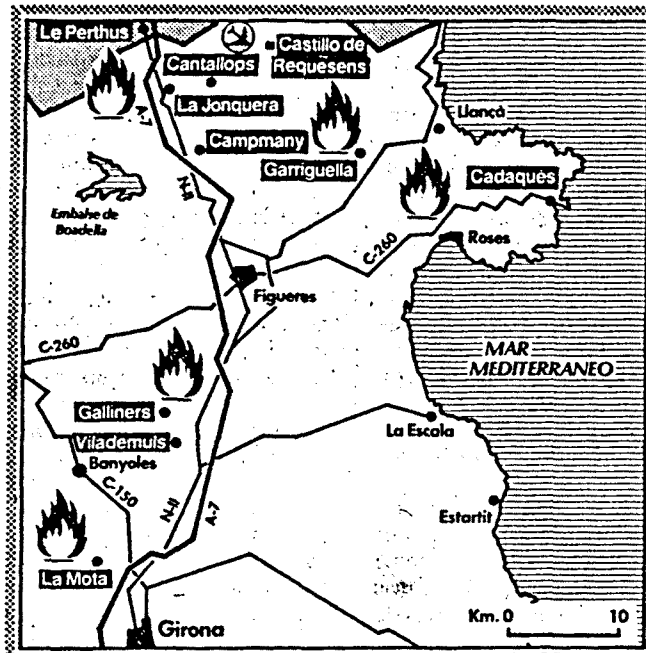 Le Perthus
Castillo de
Requesens
Cantallops
La Jonquera
A-7
Campmany
Garriguella
Llançà
Cadaqués
Embalse de
Boadella
N-II
C-260
Roses
Figueres
C-260
MAR
MEDITERRANEO
Galliners
Vilademuls
Banyoles
La Escala
C-150
N-II
A-7
Estartit
La Mota
Girona
Km. 0 10